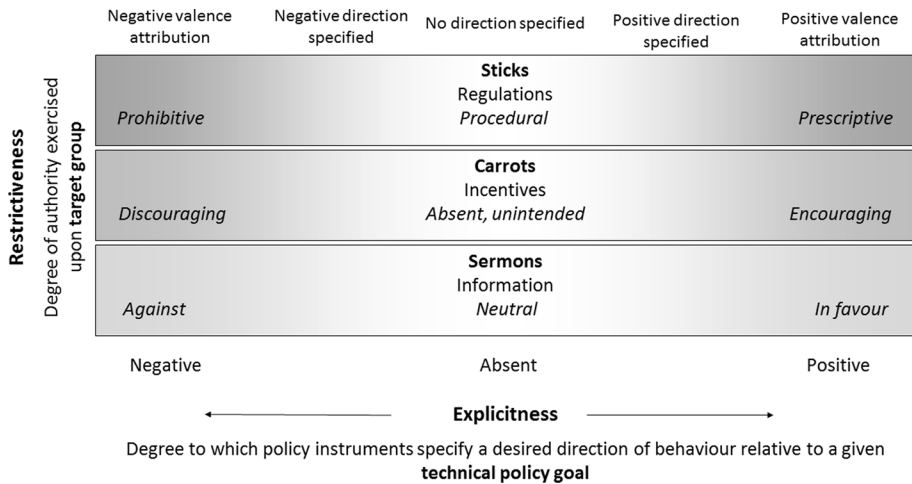 Negative valence attribution
Negative direction specified
No direction specified
Positive direction specified
Positive valence attribution
Restrictiveness
Degree of authority exercised
upon target group
Sticks
Regulations
Prohibitive
Procedural
Prescriptive
Carrots
Incentives
Discouraging
Absent, unintended
Encouraging
Sermons
Information
Against
Neutral
In favour
Negative
Absent
Positive
Explicitness
Degree to which policy instruments specify a desired direction of behaviour relative to a given
technical policy goal